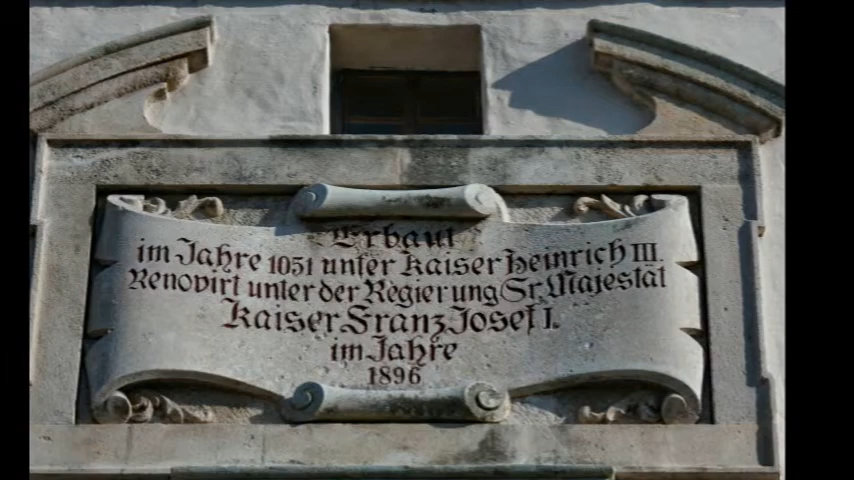 Erbaut
im Jahre 1051 unter Kaiser Heinrich III.
Renovirt unter der Regierung Sr. Majestät
Kaiser Franz Josef I.
im Jahre
1896